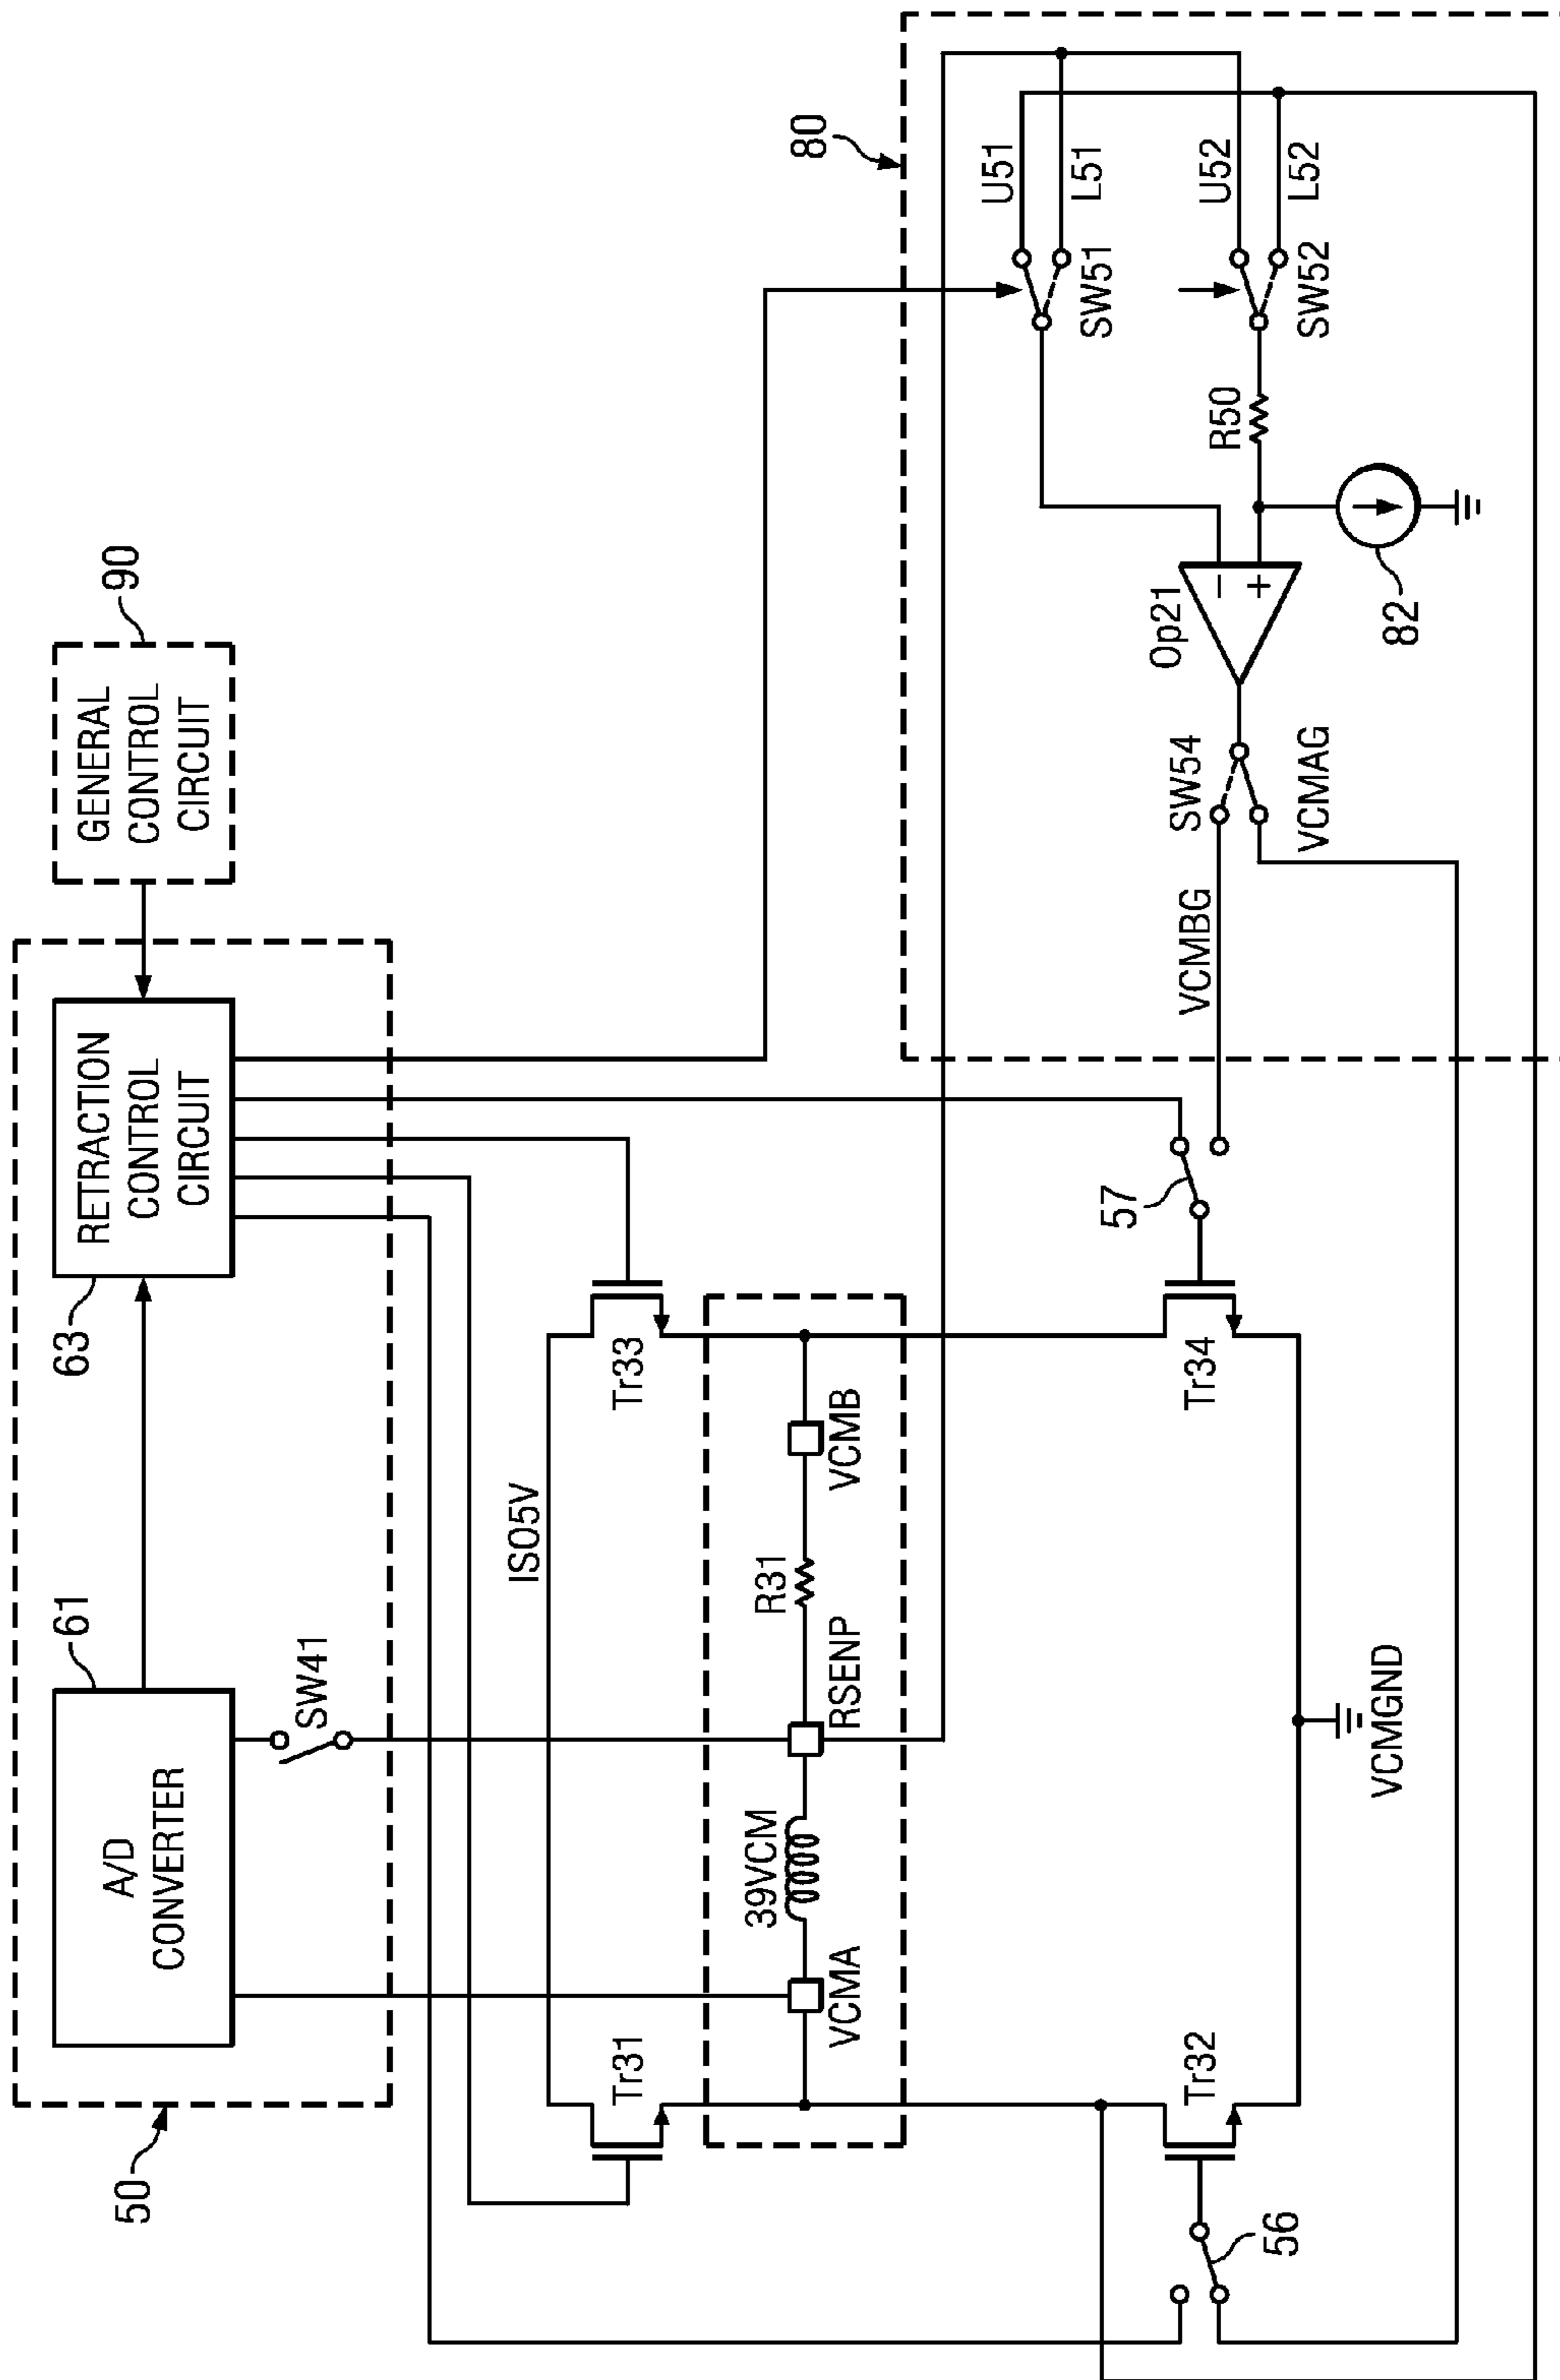 50
A/D
CONVERTER
61
SW41
63
RETRACTION
CONTROL
CIRCUIT
GENERAL
CONTROL
CIRCUIT
90
ISO5V
Tr31
Tr33
VCMA
39VCM
RSENP
R31
VCMB
Tr32
Tr34
56
57
VCMGND
80
VCMBG
SW54
VCMAG
Op21
−
+
82
R50
U51
L51
SW51
U52
L52
SW52